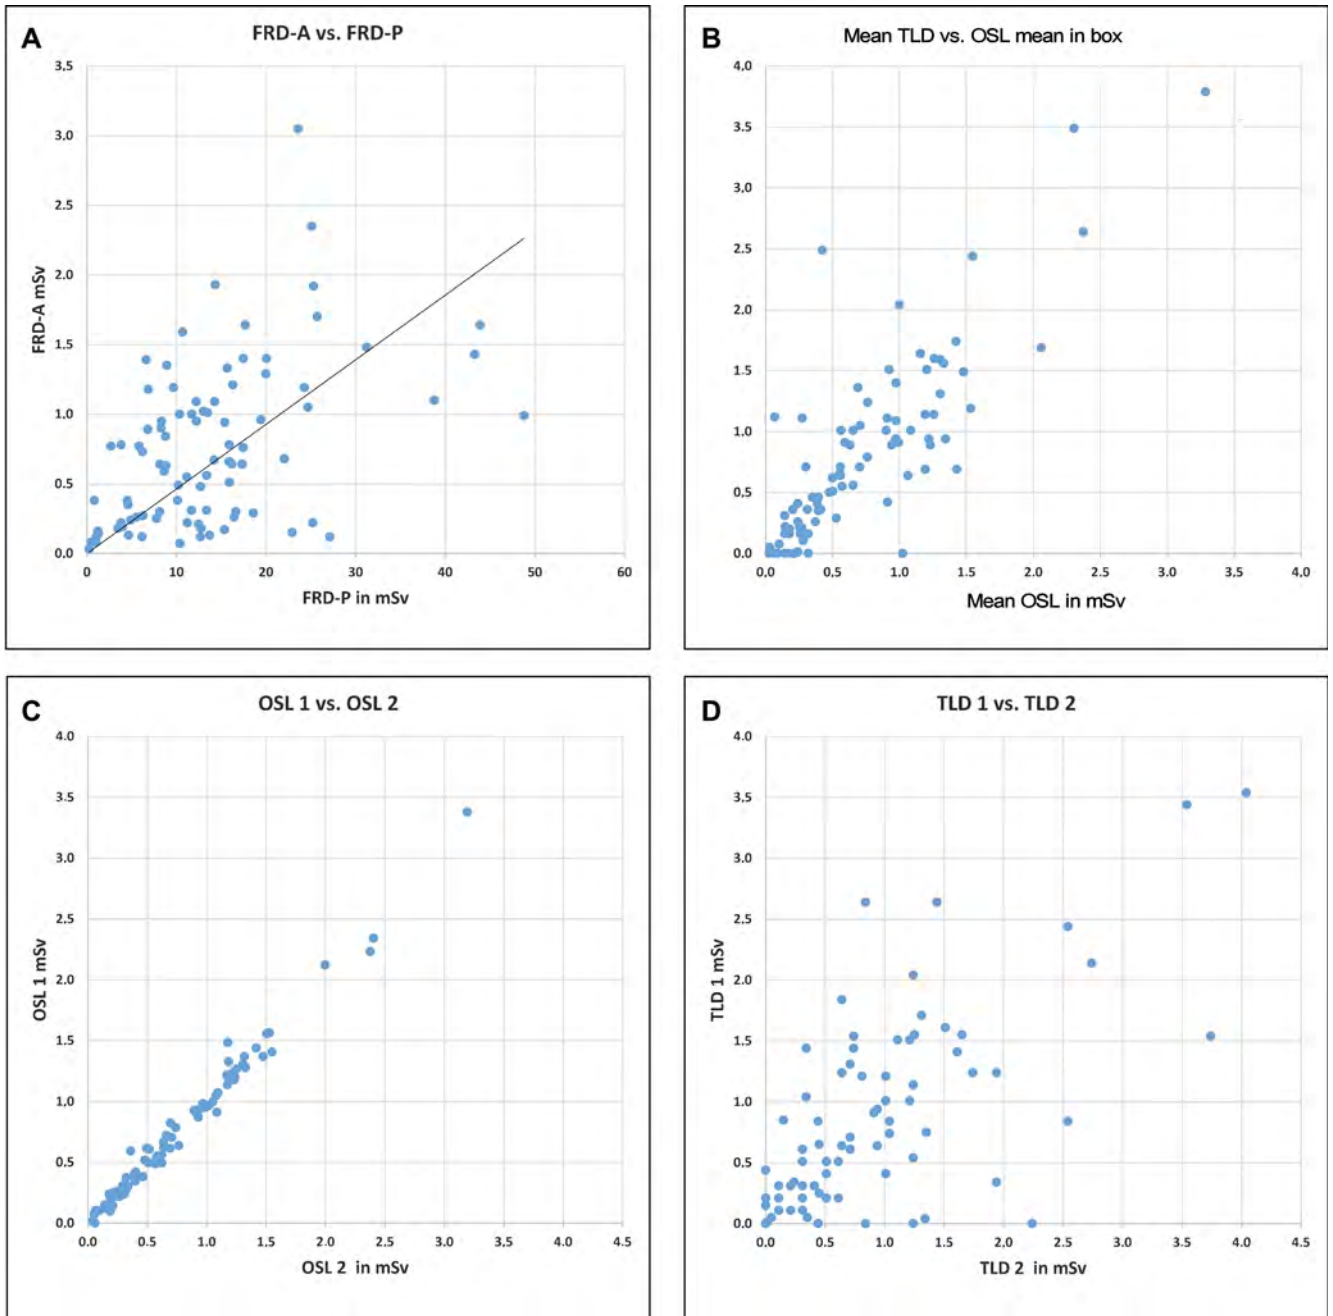 A
FRD-A vs. FRD-P
3.5
3.0
2.5
2.0
1.5
1.0
0.5
0.0
FRD-A mSv
0 10 20 30 40 50 60
FRD-P in mSv
B
Mean TLD vs. OSL mean in box
4.0
3.5
3.0
2.5
2.0
1.5
1.0
0.5
0.0
0.0 0.5 1.0 1.5 2.0 2.5 3.0 3.5 4.0
Mean OSL in mSv
C
OSL 1 vs. OSL 2
4.0
3.5
3.0
2.5
2.0
1.5
1.0
0.5
0.0
OSL 1 mSv
0.0 0.5 1.0 1.5 2.0 2.5 3.0 3.5 4.0 4.5
OSL 2 in mSv
D
TLD 1 vs. TLD 2
4.0
3.5
3.0
2.5
2.0
1.5
1.0
0.5
0.0
TLD 1 mSv
0.0 0.5 1.0 1.5 2.0 2.5 3.0 3.5 4.0 4.5
TLD 2 in mSv